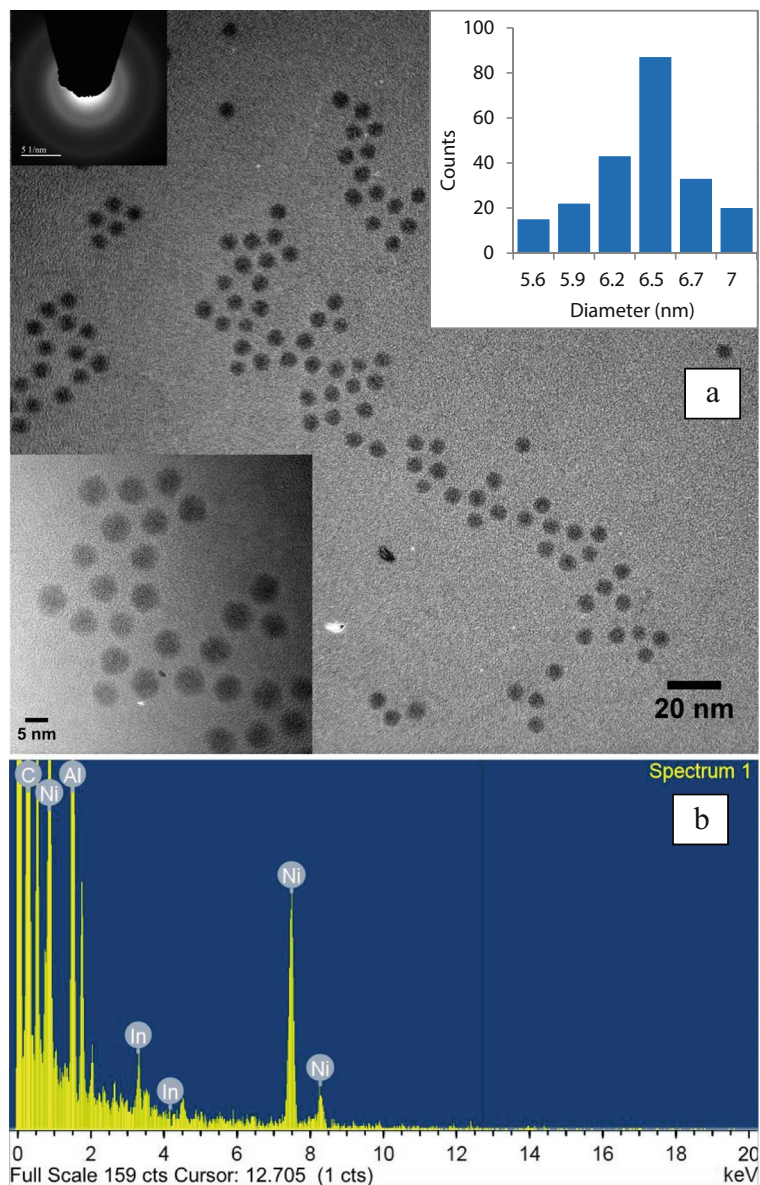 5 1/nm
100
80
60
40
20
0
Counts
5.6 5.9 6.2 6.5 6.7 7
Diameter (nm)
a
5 nm
20 nm
Spectrum 1
b
C
Ni
Al
In
In
Ni
Ni
0 2 4 6 8 10 12 14 16 18 20
Full Scale 159 cts Cursor: 12.705 (1 cts) keV